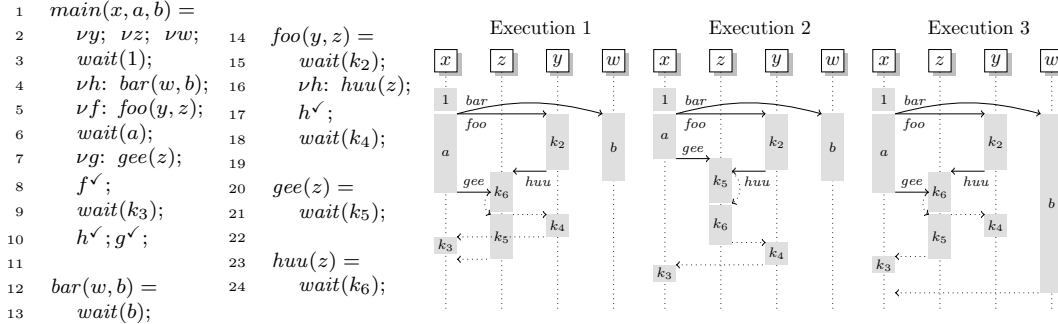 1 main(x, a, b) =
2 νy; νz; νw;
3 wait(1);
4 νh: bar(w, b);
5 νf: foo(y, z);
6 wait(a);
7 νg: gee(z);
8 f✓;
9 wait(k₃);
10 h✓; g✓;
11
12 bar(w, b) =
13 wait(b);
14 foo(y, z) =
15 wait(k₂);
16 νh: huu(z);
17 h✓;
18 wait(k₄);
19
20 gee(z) =
21 wait(k₅);
22
23 huu(z) =
24 wait(k₆);
Execution 1
x z y w
1
bar
foo
a
k₂
b
huu
gee
k₆
k₄
k₅
k₃
Execution 2
x z y w
1
bar
foo
a
k₂
b
gee
k₅
huu
k₆
k₄
k₃
Execution 3
x z y w
1
bar
foo
a
k₂
huu
gee
k₆
b
k₄
k₅
k₃